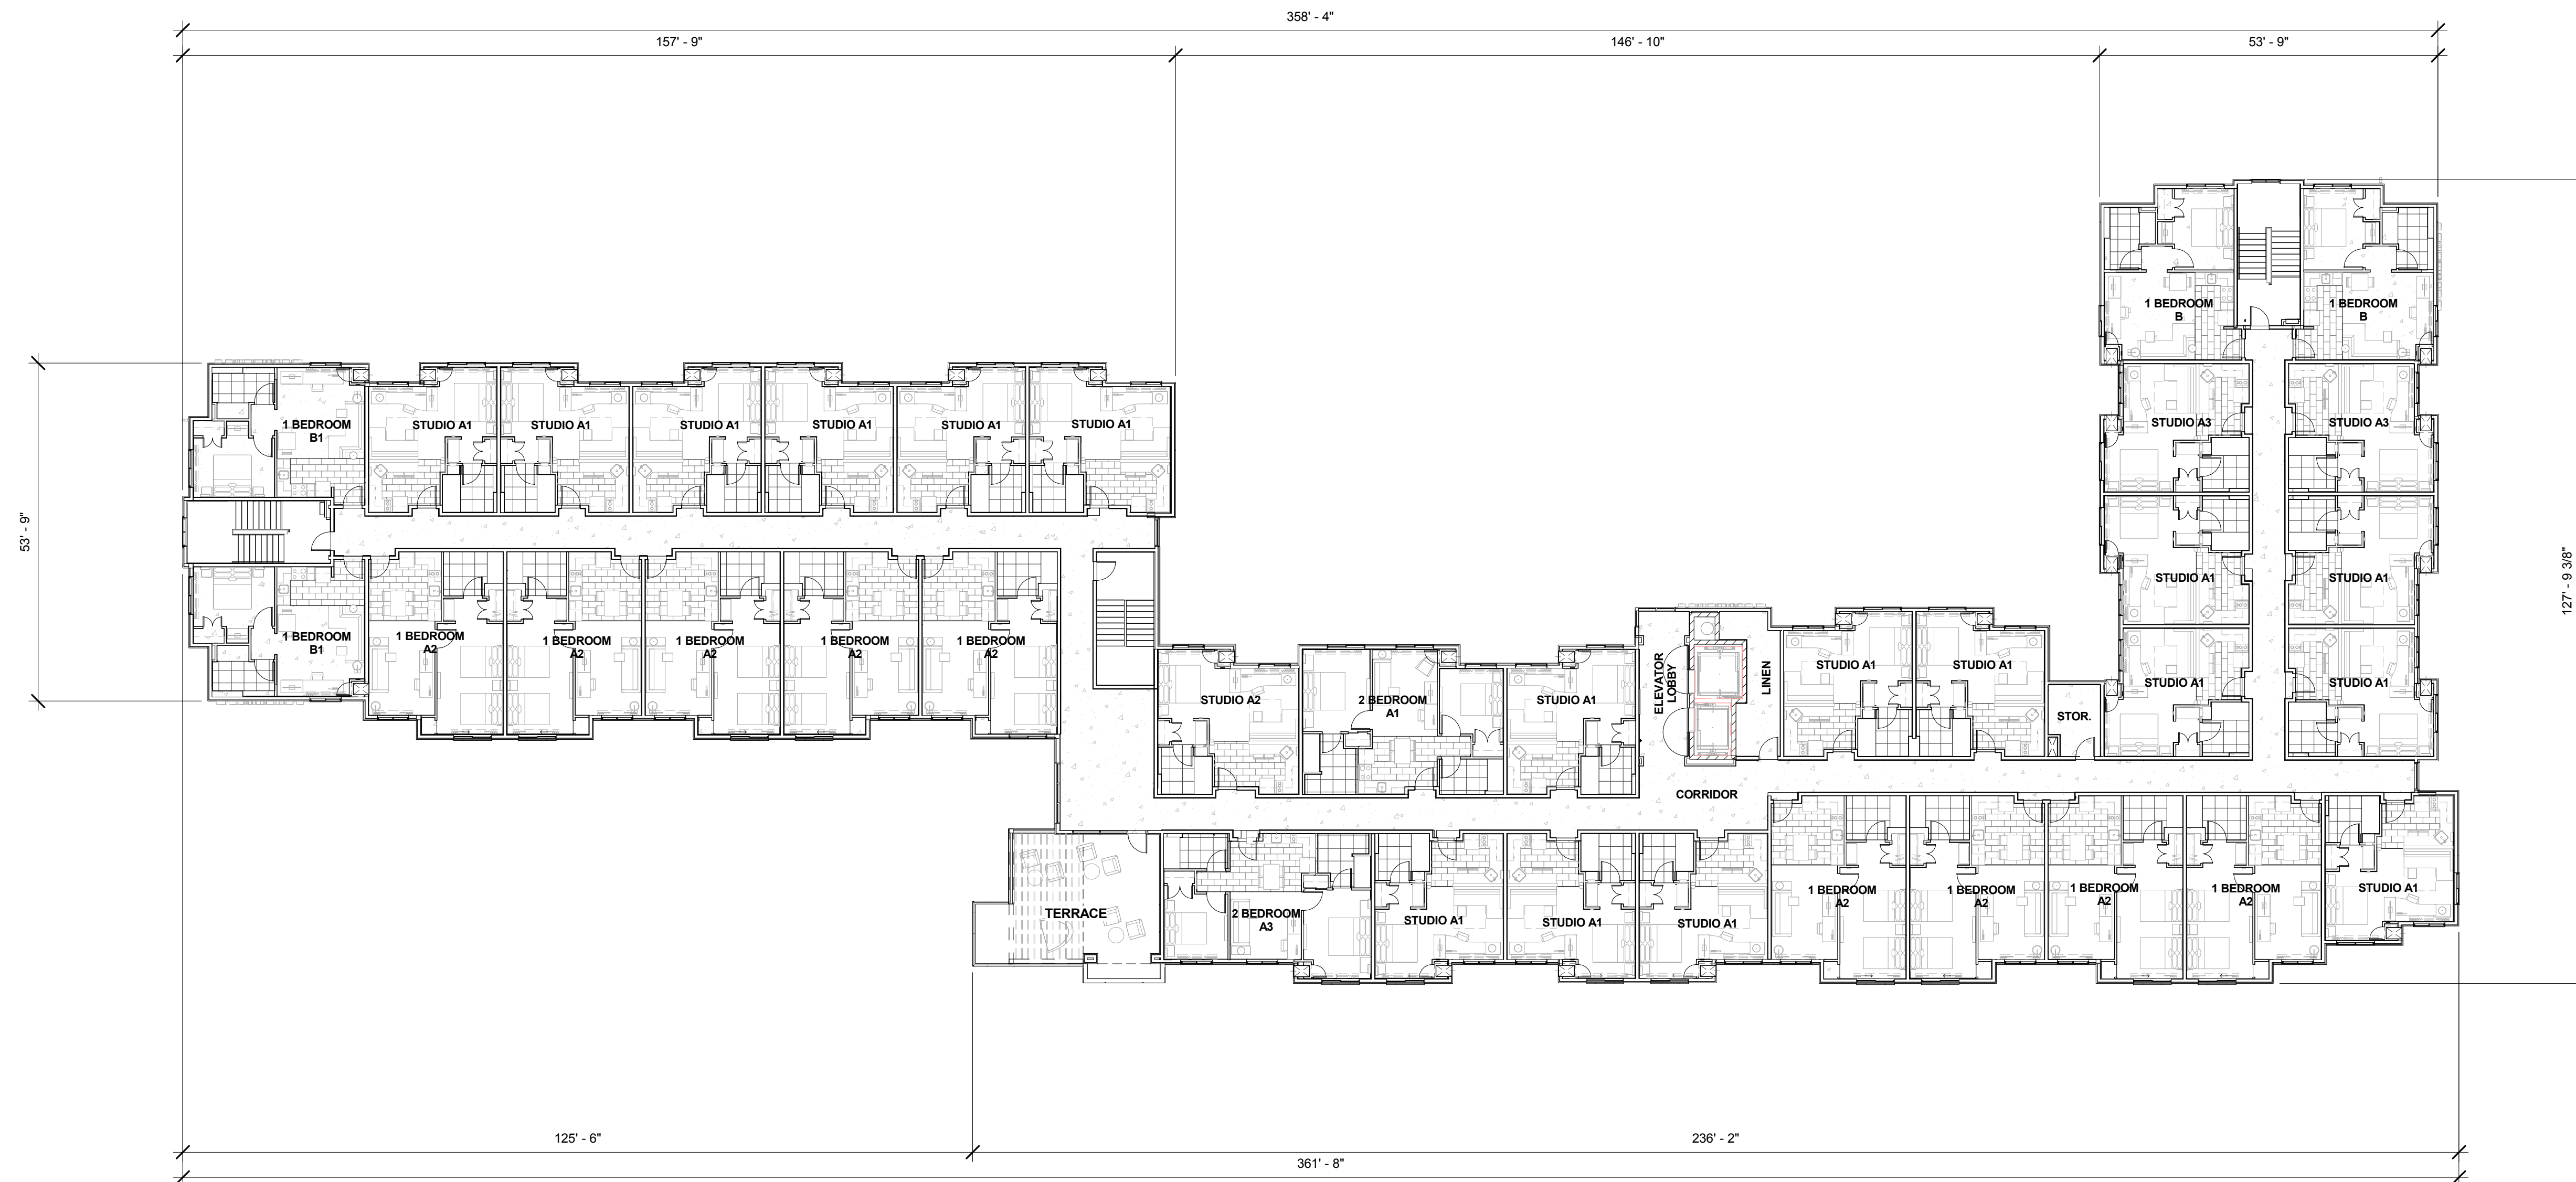 358' - 4"
157' - 9"
146' - 10"
53' - 9"
1 BEDROOM
B
1 BEDROOM
B
1 BEDROOM
B1
STUDIO A1
STUDIO A1
STUDIO A1
STUDIO A1
STUDIO A1
STUDIO A1
STUDIO A3
STUDIO A3
53' - 9"
127' - 9 3/8"
STUDIO A1
STUDIO A1
1 BEDROOM
B1
1 BEDROOM
A2
1 BEDROOM
A2
1 BEDROOM
A2
1 BEDROOM
A2
1 BEDROOM
A2
STUDIO A2
2 BEDROOM
A1
STUDIO A1
ELEVATOR
LOBBY
LINEN
STUDIO A1
STUDIO A1
STOR.
STUDIO A1
STUDIO A1
CORRIDOR
TERRACE
2 BEDROOM
A3
STUDIO A1
STUDIO A1
STUDIO A1
1 BEDROOM
A2
1 BEDROOM
A2
1 BEDROOM
A2
1 BEDROOM
A2
STUDIO A1
125' - 6"
236' - 2"
361' - 8"